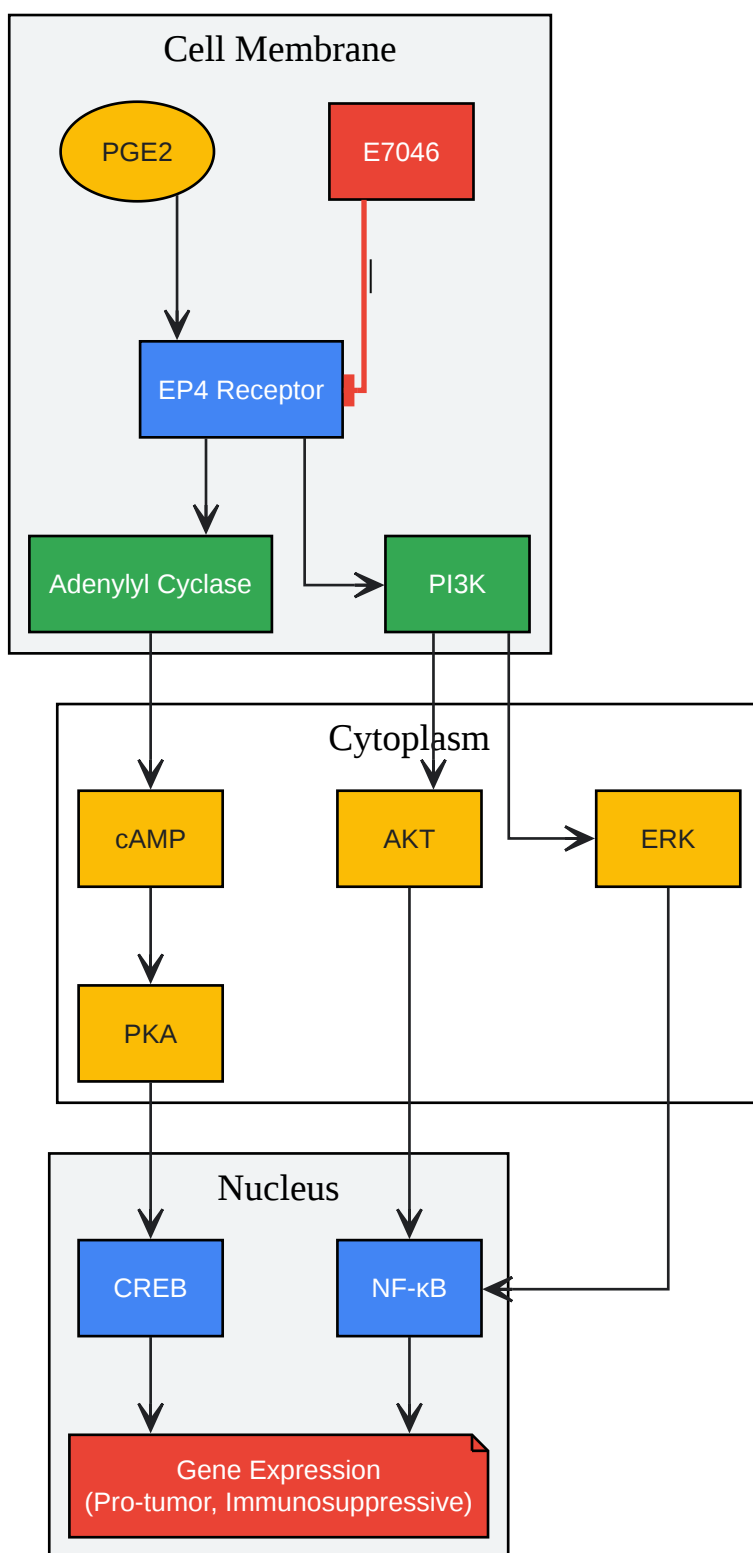 Cell Membrane
PGE2
E7046
|
EP4 Receptor
Adenylyl Cyclase
PI3K
Cytoplasm
cAMP
AKT
ERK
PKA
Nucleus
CREB
NF-κB
Gene Expression
(Pro-tumor, Immunosuppressive)